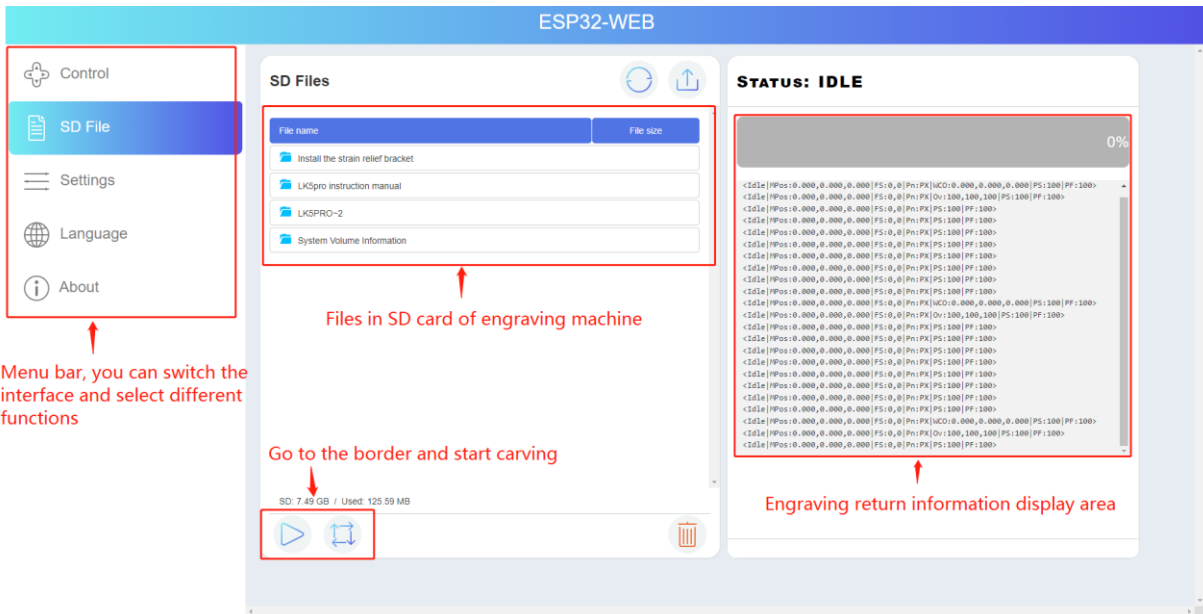 ESP32-WEB
Control
SD File
Settings
Language
About
Menu bar, you can switch the
interface and select different
functions
SD Files
File name File size
Install the strain relief bracket
LK5pro instruction manual
LK5PRO~2
System Volume Information
Files in SD card of engraving machine
Go to the border and start carving
SD: 7.49 GB / Used: 125.59 MB
STATUS: IDLE
0%
<Idle|MPos:0.000,0.000,0.000|FS:0,0|Pn:PX|WCO:0.000,0.000,0.000|PS:100|PF:100>
<Idle|MPos:0.000,0.000,0.000|FS:0,0|Pn:PX|Ov:100,100,100|PS:100|PF:100>
<Idle|MPos:0.000,0.000,0.000|FS:0,0|Pn:PX|PS:100|PF:100>
<Idle|MPos:0.000,0.000,0.000|FS:0,0|Pn:PX|PS:100|PF:100>
<Idle|MPos:0.000,0.000,0.000|FS:0,0|Pn:PX|PS:100|PF:100>
<Idle|MPos:0.000,0.000,0.000|FS:0,0|Pn:PX|PS:100|PF:100>
<Idle|MPos:0.000,0.000,0.000|FS:0,0|Pn:PX|PS:100|PF:100>
<Idle|MPos:0.000,0.000,0.000|FS:0,0|Pn:PX|PS:100|PF:100>
<Idle|MPos:0.000,0.000,0.000|FS:0,0|Pn:PX|PS:100|PF:100>
<Idle|MPos:0.000,0.000,0.000|FS:0,0|Pn:PX|PS:100|PF:100>
<Idle|MPos:0.000,0.000,0.000|FS:0,0|Pn:PX|WCO:0.000,0.000,0.000|PS:100|PF:100>
<Idle|MPos:0.000,0.000,0.000|FS:0,0|Pn:PX|Ov:100,100,100|PS:100|PF:100>
<Idle|MPos:0.000,0.000,0.000|FS:0,0|Pn:PX|PS:100|PF:100>
<Idle|MPos:0.000,0.000,0.000|FS:0,0|Pn:PX|PS:100|PF:100>
<Idle|MPos:0.000,0.000,0.000|FS:0,0|Pn:PX|PS:100|PF:100>
<Idle|MPos:0.000,0.000,0.000|FS:0,0|Pn:PX|PS:100|PF:100>
<Idle|MPos:0.000,0.000,0.000|FS:0,0|Pn:PX|PS:100|PF:100>
<Idle|MPos:0.000,0.000,0.000|FS:0,0|Pn:PX|PS:100|PF:100>
<Idle|MPos:0.000,0.000,0.000|FS:0,0|Pn:PX|PS:100|PF:100>
<Idle|MPos:0.000,0.000,0.000|FS:0,0|Pn:PX|PS:100|PF:100>
<Idle|MPos:0.000,0.000,0.000|FS:0,0|Pn:PX|WCO:0.000,0.000,0.000|PS:100|PF:100>
<Idle|MPos:0.000,0.000,0.000|FS:0,0|Pn:PX|Ov:100,100,100|PS:100|PF:100>
<Idle|MPos:0.000,0.000,0.000|FS:0,0|Pn:PX|PS:100|PF:100>
Engraving return information display area